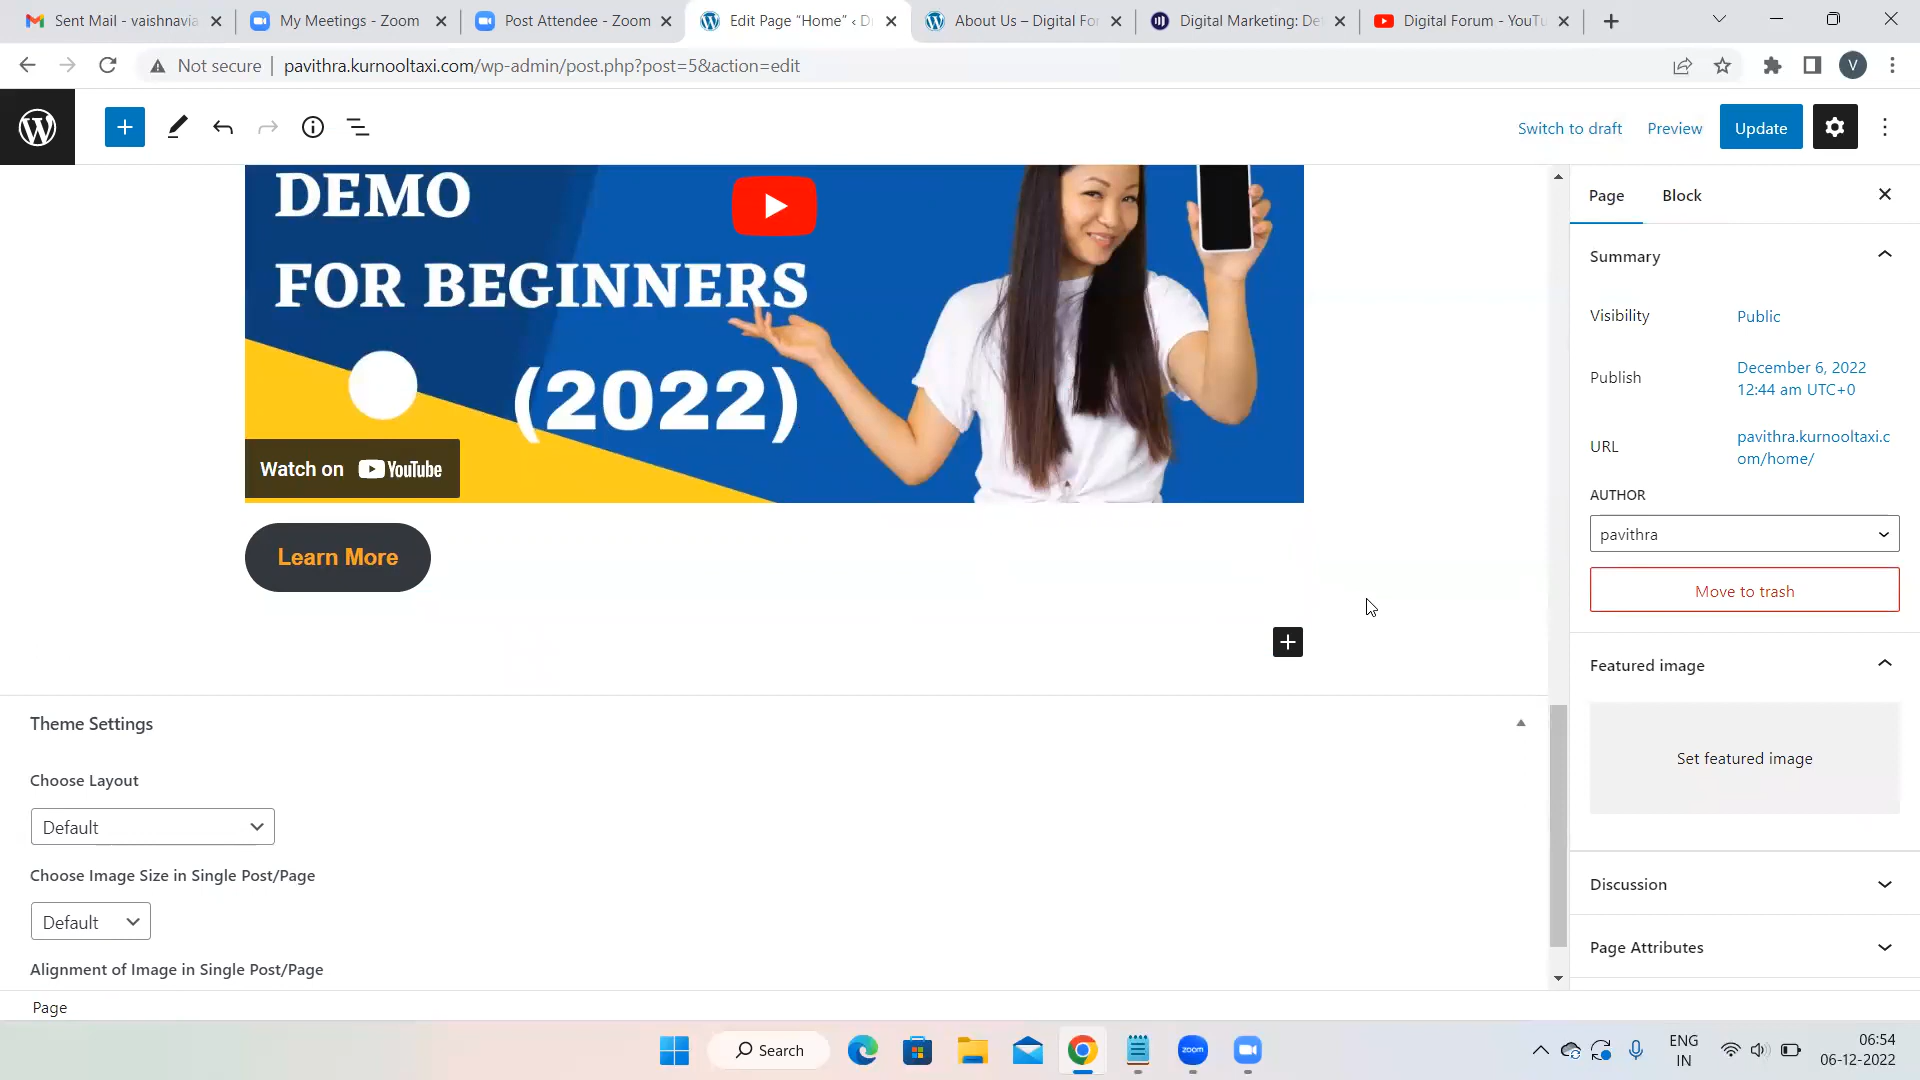 Sent Mail - vaishnavia
My Meetings - Zoom
Post Attendee - Zoom
Edit Page “Home” ‹ D
About Us – Digital Fo
Digital Marketing: De
Digital Forum - YouTu
Not secure
pavithra.kurnooltaxi.com/wp-admin/post.php?post=5&action=edit
V
Switch to draft
Preview
Update
DEMO
FOR BEGINNERS
(2022)
Watch on YouTube
Learn More
Theme Settings
Choose Layout
Default
Choose Image Size in Single Post/Page
Default
Alignment of Image in Single Post/Page
Page
Page
Block
Summary
Visibility
Public
Publish
December 6, 2022
12:44 am UTC+0
URL
pavithra.kurnooltaxi.c
om/home/
AUTHOR
pavithra
Move to trash
Featured image
Set featured image
Discussion
Page Attributes
Search
zoom
ENG
IN
06:54
06-12-2022